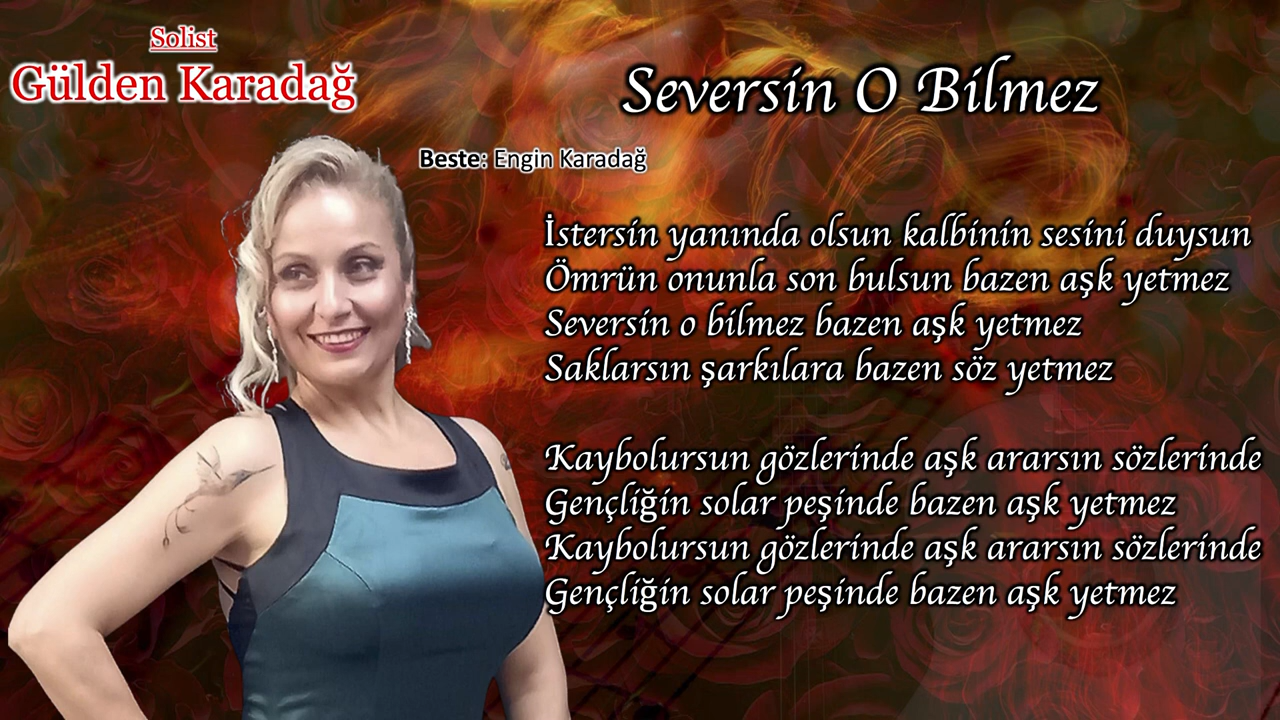 Solist
Gülden Karadağ
Seversin O Bilmez
Beste: Engin Karadağ
İstersin yanında olsun kalbinin sesini duysun
Ömrün onunla son bulsun bazen aşk yetmez
Seversin o bilmez bazen aşk yetmez
Saklarsın şarkılara bazen söz yetmez
Kaybolursun gözlerinde aşk ararsın sözlerinde
Gençliğin solar peşinde bazen aşk yetmez
Kaybolursun gözlerinde aşk ararsın sözlerinde
Gençliğin solar peşinde bazen aşk yetmez